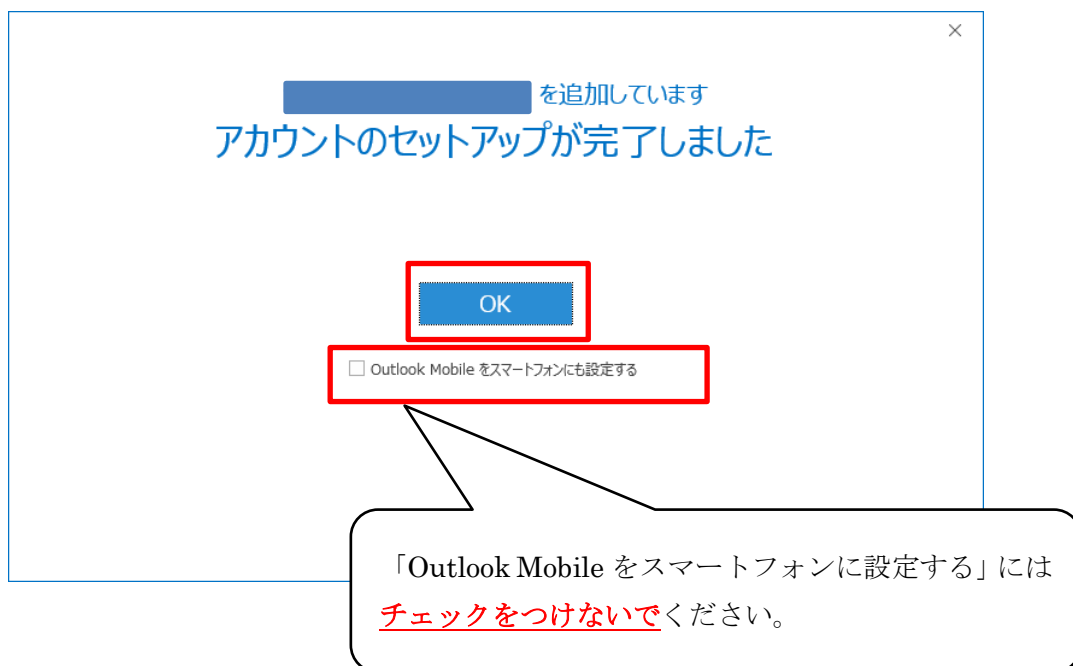 を追加しています
アカウントのセットアップが完了しました
OK
Outlook Mobile をスマートフォンにも設定する
「Outlook Mobile をスマートフォンに設定する」には
チェックをつけないでください。